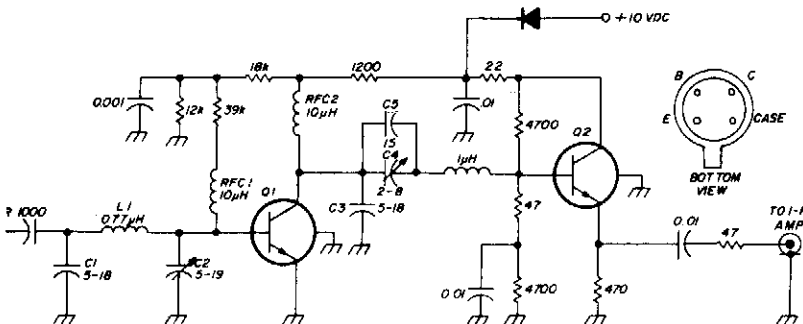 +10 VDC
18k
1200
22
B
C
0.001
12k
39k
RFC2
10µH
C5
15
C4
2-8
.01
4700
Q2
E
CASE
RFC1
10µH
Q1
1µH
BOTTOM
VIEW
1000
L1
0.77µH
C3
5-18
47
0.01
TO I-F
AMP
47
C1
5-18
C2
5-19
0.01
4700
470